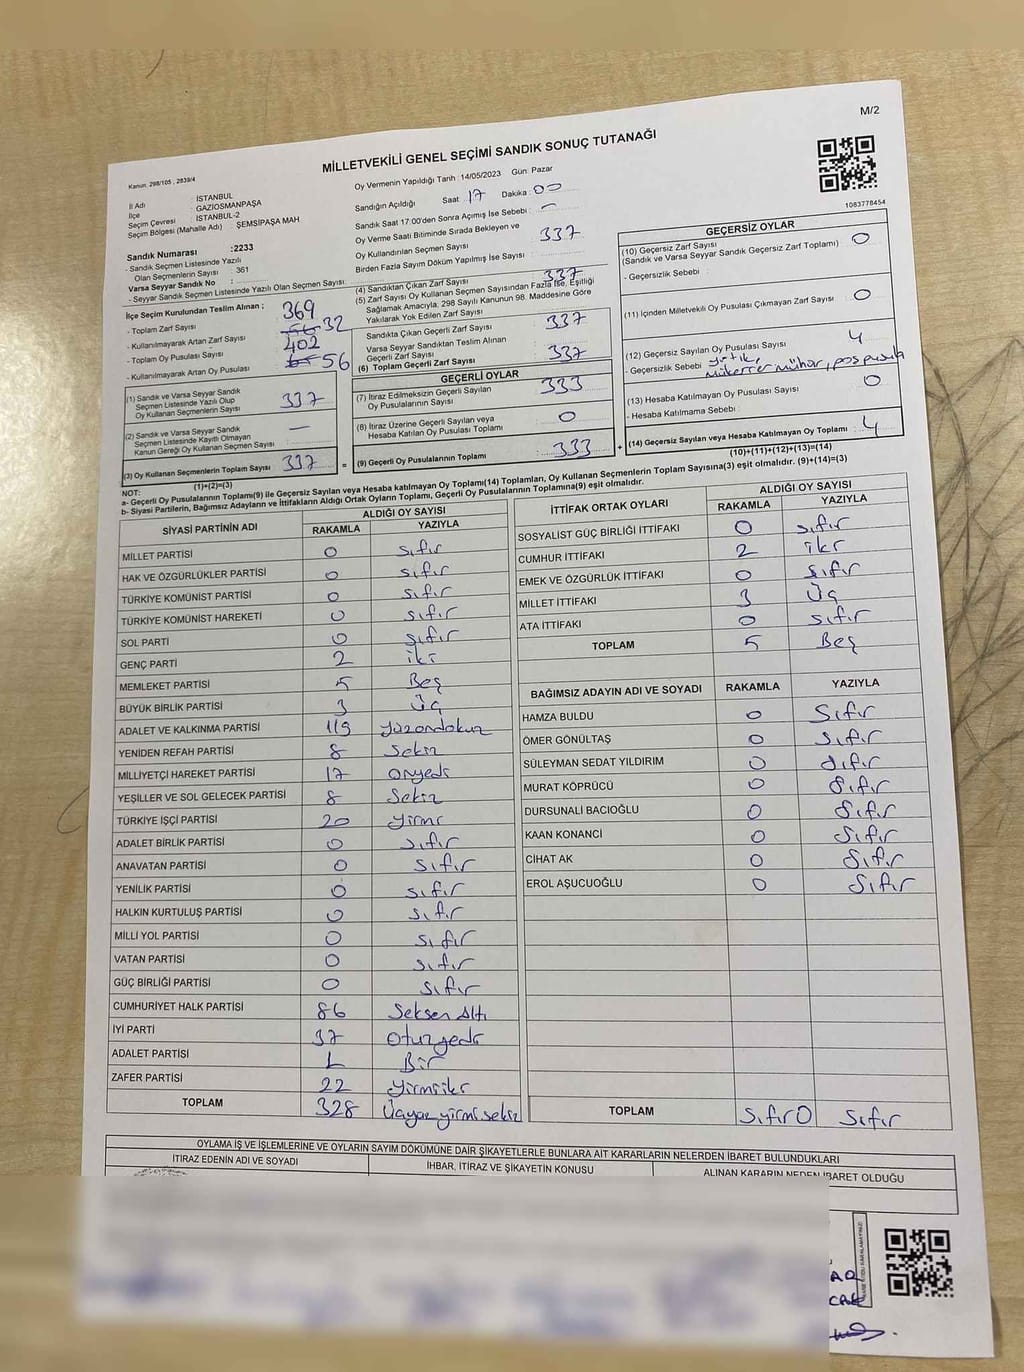 M/2
MİLLETVEKİLİ GENEL SEÇİMİ SANDIK SONUÇ TUTANAĞI
Kanun. 298/105 , 2839/4
1083778454
İl Adı : İSTANBUL
İlçe : GAZİOSMANPAŞA
Seçim Çevresi : İSTANBUL-2
Seçim Bölgesi (Mahalle Adı) : ŞEMSİPAŞA MAH
Sandık Numarası :2233
- Sandık Seçmen Listesinde Yazılı
Olan Seçmenlerin Sayısı : 361
Varsa Seyyar Sandık No :
- Seyyar Sandık Seçmen Listesinde Yazılı Olan Seçmen Sayısı:
İlçe Seçim Kurulundan Teslim Alınan ;
- Toplam Zarf Sayısı : 369
- Kullanılmayarak Artan Zarf Sayısı : 32
- Toplam Oy Pusulası Sayısı : 402
- Kullanılmayarak Artan Oy Pusulası : 56
(1) Sandık ve Varsa Seyyar Sandık
Seçmen Listesinde Yazılı Olup
Oy Kullanan Seçmenlerin Sayısı : 337
(2) Sandık ve Varsa Seyyar Sandık
Seçmen Listesinde Kayıtlı Olmayan
Kanun Gereği Oy Kullanan Seçmen Sayısı : —
(3) Oy Kullanan Seçmenlerin Toplam Sayısı : 337
(1)+(2)=(3)
Oy Vermenin Yapıldığı Tarih : 14/05/2023 Gün: Pazar
Sandığın Açıldığı Saat : 17 Dakika : 00
Sandık Saat 17:00'den Sonra Açılmış İse Sebebi : —
Oy Verme Saati Bitiminde Sırada Bekleyen ve
Oy Kullandırılan Seçmen Sayısı : 337
Birden Fazla Sayım Döküm Yapılmış İse Sayısı :
(4) Sandıktan Çıkan Zarf Sayısı : 337
(5) Zarf Sayısı Oy Kullanan Seçmen Sayısından Fazla İse, Eşitliği
Sağlamak Amacıyla, 298 Sayılı Kanunun 98. Maddesine Göre
Yakılarak Yok Edilen Zarf Sayısı :
Sandıkta Çıkan Geçerli Zarf Sayısı : 337
Varsa Seyyar Sandıktan Teslim Alınan
Geçerli Zarf Sayısı :
(6) Toplam Geçerli Zarf Sayısı : 337
GEÇERLİ OYLAR
(7) İtiraz Edilmeksizin Geçerli Sayılan
Oy Pusulalarının Sayısı : 333
(8) İtiraz Üzerine Geçerli Sayılan veya
Hesaba Katılan Oy Pusulası Toplamı : 0
= (9) Geçerli Oy Pusulalarının Toplamı : 333 +
GEÇERSİZ OYLAR
(10) Geçersiz Zarf Sayısı : 0
(Sandık ve Varsa Seyyar Sandık Geçersiz Zarf Toplamı)
- Geçersizlik Sebebi :
(11) İçinden Milletvekili Oy Pusulası Çıkmayan Zarf Sayısı : 0
(12) Geçersiz Sayılan Oy Pusulası Sayısı : 4
- Geçersizlik Sebebi : yırtık,
mükerrer mühür,
(13) Hesaba Katılmayan Oy Pusulası Sayısı : 0
- Hesaba Katılmama Sebebi :
(14) Geçersiz Sayılan veya Hesaba Katılmayan Oy Toplamı : 4
(10)+(11)+(12)+(13)=(14)
NOT:
a- Geçerli Oy Pusulalarının Toplamı(9) ile Geçersiz Sayılan veya Hesaba katılmayan Oy Toplamı(14) Toplamları, Oy Kullanan Seçmenlerin Toplam Sayısına(3) eşit olmalıdır. (9)+(14)=(3)
b- Siyasi Partilerin, Bağımsız Adayların ve İttifakların Aldığı Ortak Oyların Toplamı, Geçerli Oy Pusulalarının Toplamına(9) eşit olmalıdır.
SİYASİ PARTİNİN ADI ALDIĞI OY SAYISI
RAKAMLA YAZIYLA
MİLLET PARTİSİ 0 sıfır
HAK VE ÖZGÜRLÜKLER PARTİSİ 0 sıfır
TÜRKİYE KOMÜNİST PARTİSİ 0 sıfır
TÜRKİYE KOMÜNİST HAREKETİ 0 sıfır
SOL PARTİ 0 sıfır
GENÇ PARTİ 2 iki
MEMLEKET PARTİSİ 5 Beş
BÜYÜK BİRLİK PARTİSİ 3 Üç
ADALET VE KALKINMA PARTİSİ 119 yüzondokuz
YENİDEN REFAH PARTİSİ 8 Sekiz
MİLLİYETÇİ HAREKET PARTİSİ 17 onyedi
YEŞİLLER VE SOL GELECEK PARTİSİ 8 Sekiz
TÜRKİYE İŞÇİ PARTİSİ 20 yirmi
ADALET BİRLİK PARTİSİ 0 sıfır
ANAVATAN PARTİSİ 0 sıfır
YENİLİK PARTİSİ 0 sıfır
HALKIN KURTULUŞ PARTİSİ 0 sıfır
MİLLİ YOL PARTİSİ 0 sıfır
VATAN PARTİSİ 0 sıfır
GÜÇ BİRLİĞİ PARTİSİ 0 sıfır
CUMHURİYET HALK PARTİSİ 86 Seksen Altı
İYİ PARTİ 37 Otuzyedi
ADALET PARTİSİ 1 Bir
ZAFER PARTİSİ 22 yirmiiki
TOPLAM 328 Üçyüz yirmi sekiz
İTTİFAK ORTAK OYLARI ALDIĞI OY SAYISI
RAKAMLA YAZIYLA
SOSYALİST GÜÇ BİRLİĞİ İTTİFAKI 0 sıfır
CUMHUR İTTİFAKI 2 iki
EMEK VE ÖZGÜRLÜK İTTİFAKI 0 sıfır
MİLLET İTTİFAKI 3 Üç
ATA İTTİFAKI 0 sıfır
TOPLAM 5 Beş
BAĞIMSIZ ADAYIN ADI VE SOYADI RAKAMLA YAZIYLA
HAMZA BULDU 0 Sıfır
ÖMER GÖNÜLTAŞ 0 Sıfır
SÜLEYMAN SEDAT YILDIRIM 0 Sıfır
MURAT KÖPRÜCÜ 0 Sıfır
DURSUNALİ BACIOĞLU 0 Sıfır
KAAN KONANCİ 0 Sıfır
CİHAT AK 0 Sıfır
EROL AŞUCUOĞLU 0 Sıfır
TOPLAM Sıfır 0 Sıfır
OYLAMA İŞ VE İŞLEMLERİNE VE OYLARIN SAYIM DÖKÜMÜNE DAİR ŞİKAYETLERLE BUNLARA AİT KARARLARIN NELERDEN İBARET BULUNDUKLARI
İTİRAZ EDENİN ADI VE SOYADI İHBAR, İTİRAZ VE ŞİKAYETİN KONUSU ALINAN KARARIN NEDEN İBARET OLDUĞU